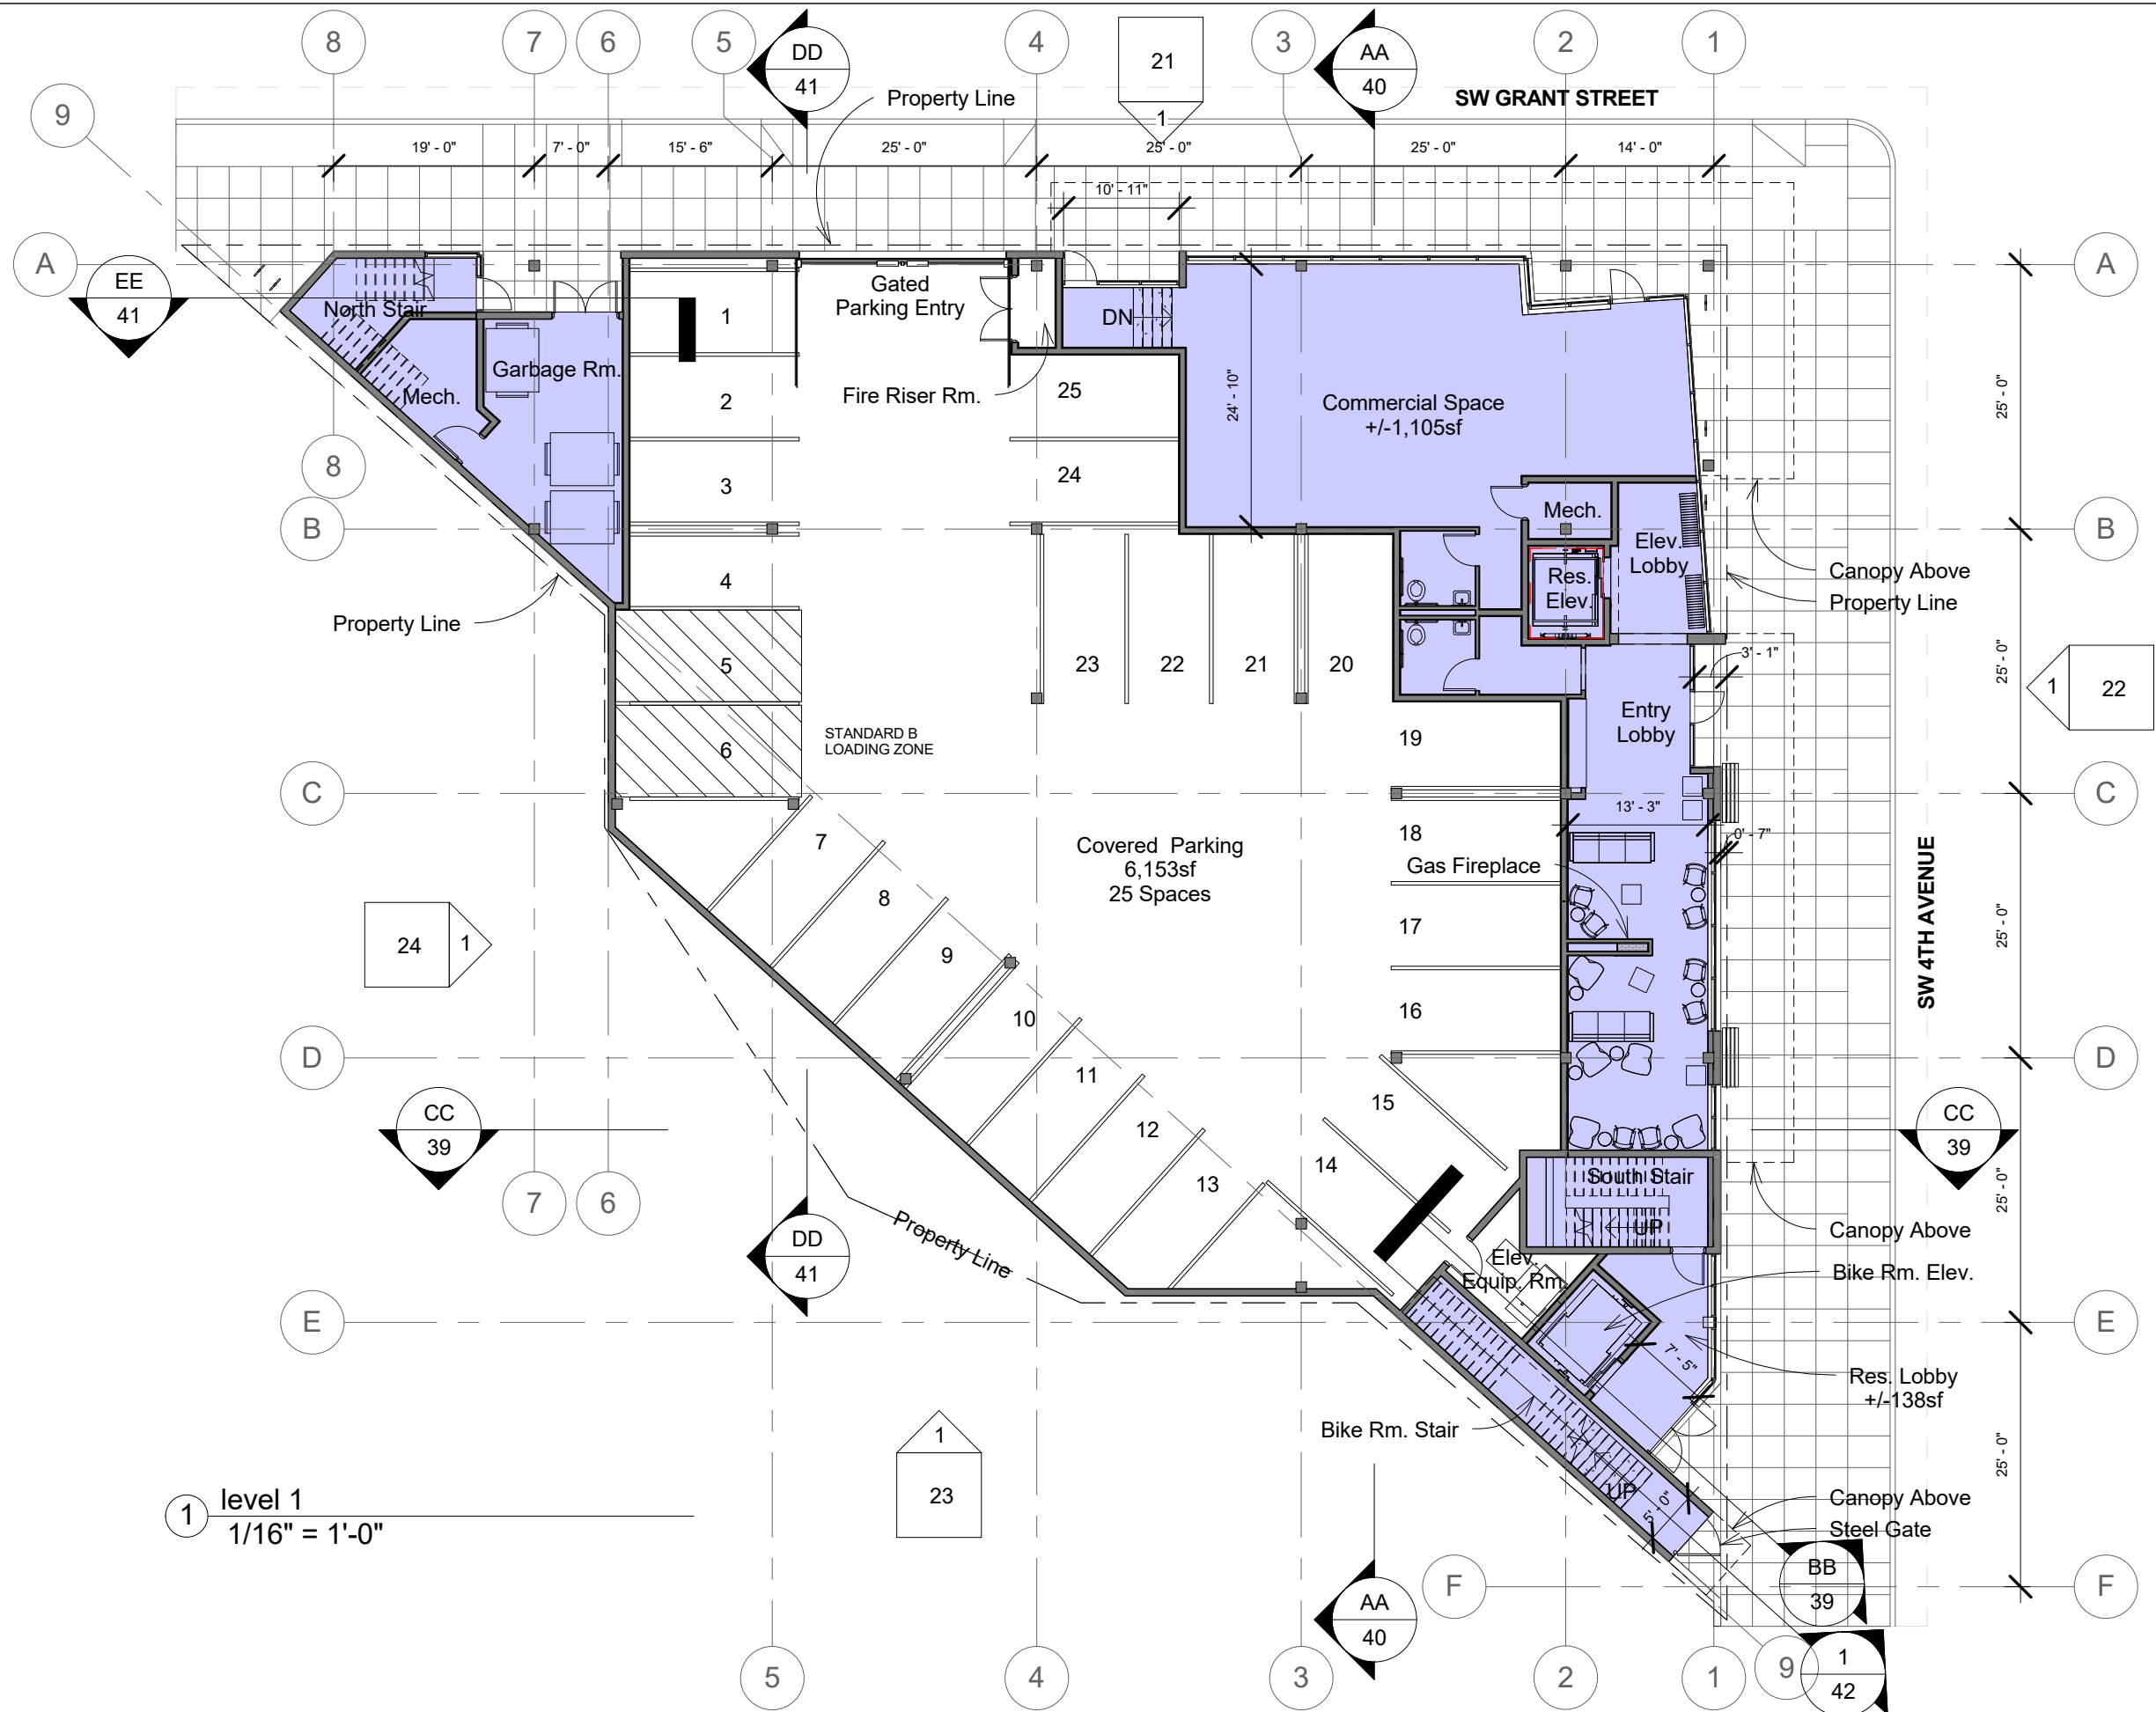 8
7
6
5
DD
41
4
21
1
3
AA
40
2
1
9
Property Line
SW GRANT STREET
19' - 0"
7' - 0"
15' - 6"
25' - 0"
25' - 0"
25' - 0"
14' - 0"
10' - 11"
A
EE
41
North Stair
Garbage Rm.
Mech.
1
2
3
4
5
6
Gated
Parking Entry
Fire Riser Rm.
DN
25
24
24' - 10"
Commercial Space
+/-1,105sf
A
25' - 0"
8
B
Mech.
Elev.
Lobby
Res.
Elev.
B
Canopy Above
Property Line
Property Line
23
22
21
20
3' - 1"
25' - 0"
1
22
STANDARD B
LOADING ZONE
Entry
Lobby
19
C
13' - 3"
C
0' - 7"
7
Covered Parking
6,153sf
25 Spaces
18
Gas Fireplace
8
17
24
1
9
16
10
25' - 0"
SW 4TH AVENUE
D
D
11
15
CC
39
12
14
13
CC
39
7
6
South Stair
UP
25' - 0"
Property Line
DD
41
Canopy Above
Elev.
Equip. Rm.
Bike Rm. Elev.
E
E
7' - 5"
Res. Lobby
+/-138sf
Bike Rm. Stair
1
23
UP
5' - 0"
25' - 0"
Canopy Above
Steel Gate
1
level 1
1/16" = 1'-0"
BB
39
F
F
AA
40
5
4
3
2
1
9
1
42